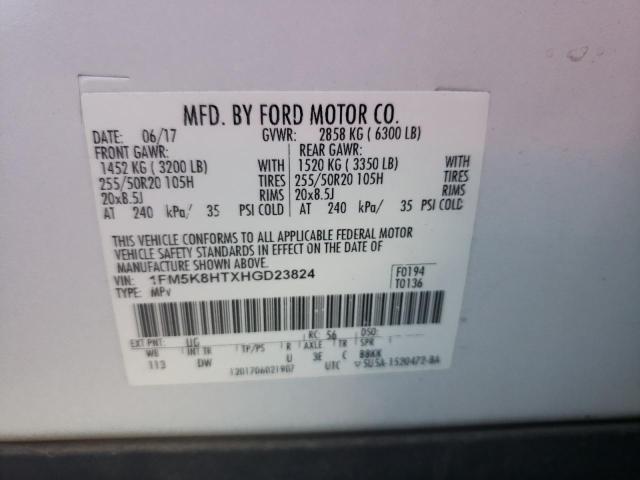 MFD. BY FORD MOTOR CO.
DATE: 06/17 GVWR: 2858 KG ( 6300 LB)
FRONT GAWR: REAR GAWR:
1452 KG ( 3200 LB) WITH 1520 KG ( 3350 LB) WITH
255/50R20 105H TIRES 255/50R20 105H TIRES
20x8.5J RIMS 20x8.5J RIMS
AT 240 kPa/ 35 PSI COLD AT 240 kPa/ 35 PSI COLD
THIS VEHICLE CONFORMS TO ALL APPLICABLE FEDERAL MOTOR
VEHICLE SAFETY STANDARDS IN EFFECT ON THE DATE OF
MANUFACTURE SHOWN ABOVE.
VIN: 1FM5K8HTXHGD23824 F0194
TYPE: MPV T0136
EXT PNT: UG RC: 56 DSO:
WB INT TR TP/PS R AXLE TR SPR
113 DW U 3E C BBKK
1201706021907 UTC SU5A-1520472-BA